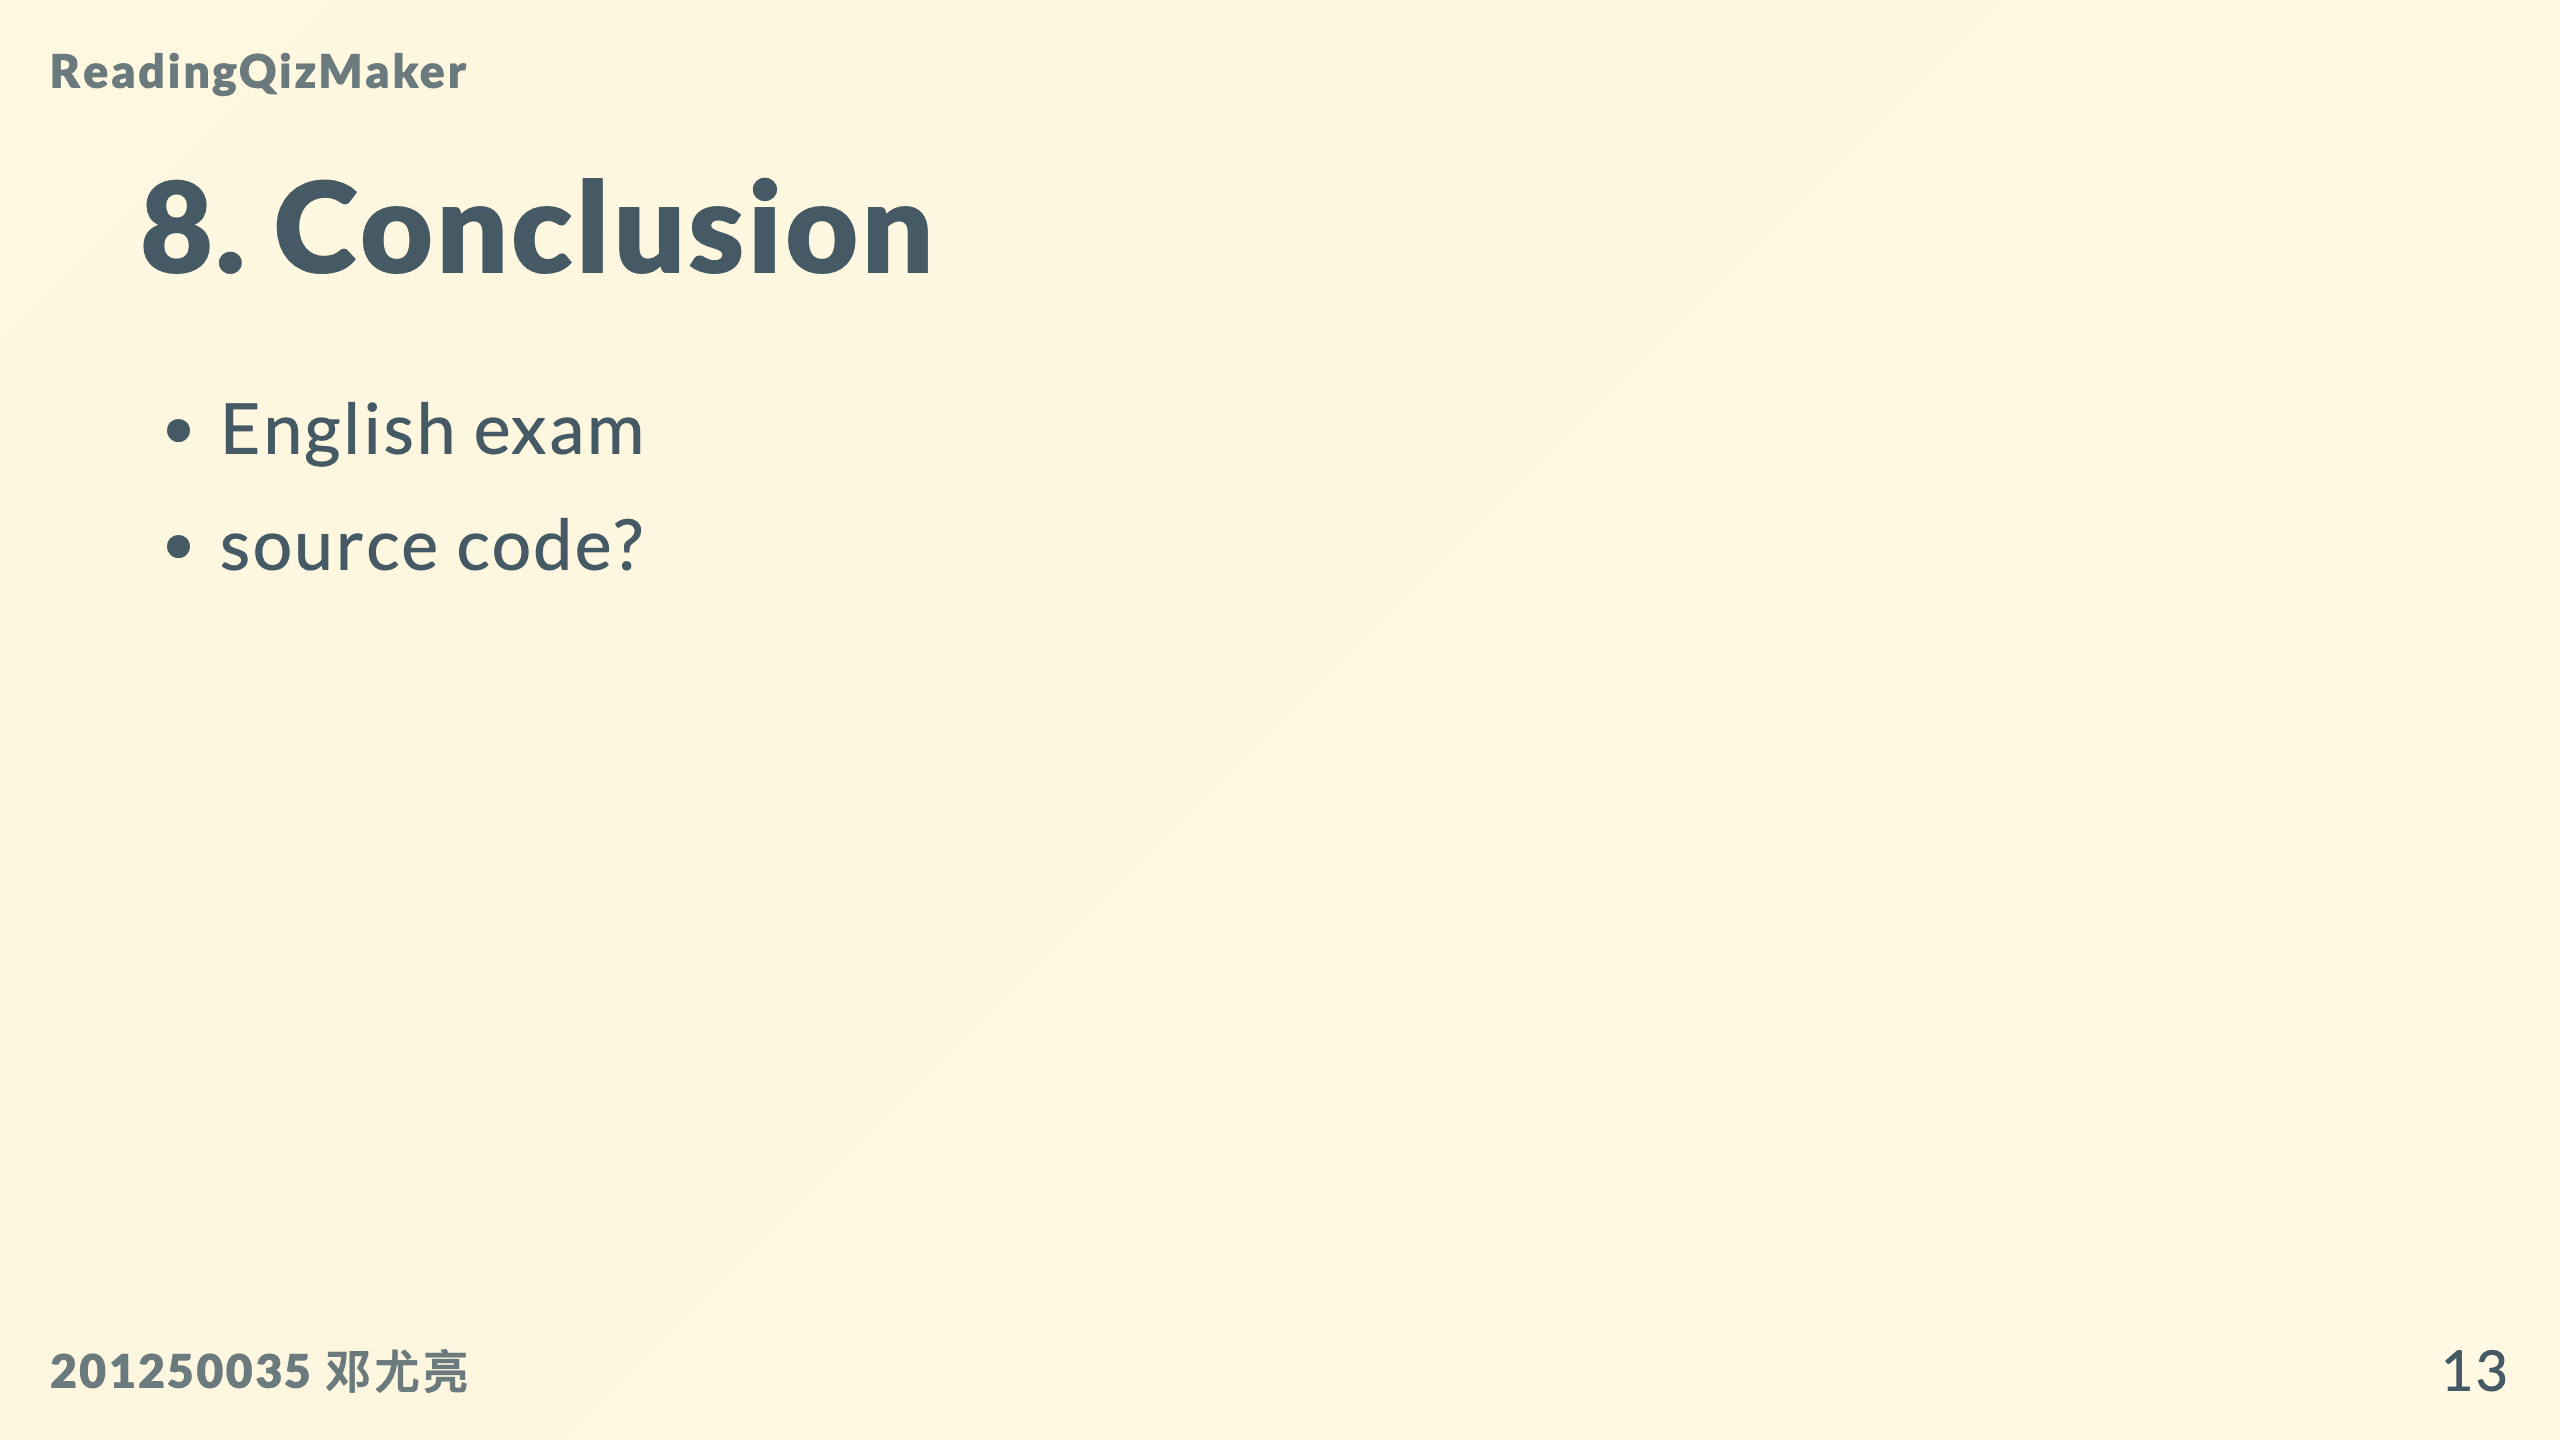 ReadingQizMaker
8. Conclusion
• English exam
• source code?
201250035 邓尤亮
13